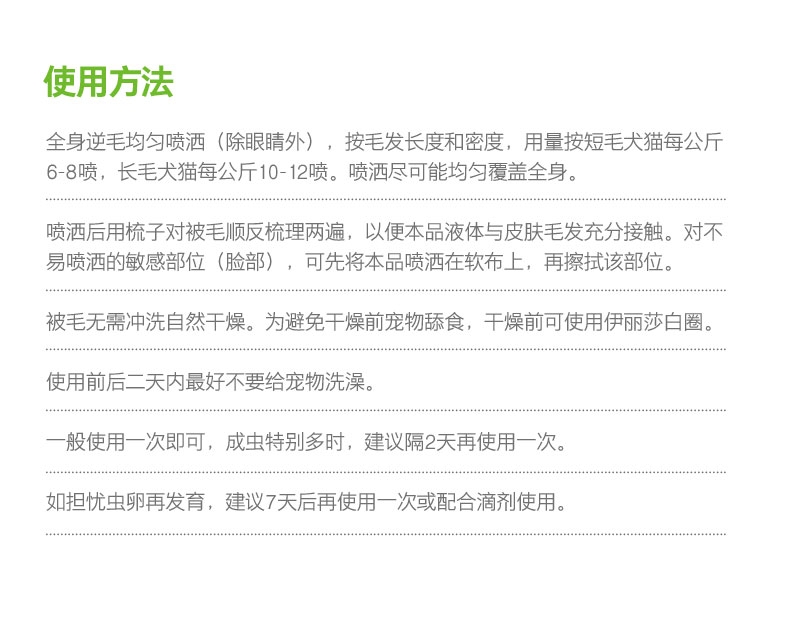 使用方法
全身逆毛均匀喷洒（除眼睛外），按毛发长度和密度，用量按短毛犬猫每公斤
6-8喷，长毛犬猫每公斤10-12喷。喷洒尽可能均匀覆盖全身。
喷洒后用梳子对被毛顺反梳理两遍，以便本品液体与皮肤毛发充分接触。对不
易喷洒的敏感部位（脸部），可先将本品喷洒在软布上，再擦拭该部位。
被毛无需冲洗自然干燥。为避免干燥前宠物舔食，干燥前可使用伊丽莎白圈。
使用前后二天内最好不要给宠物洗澡。
一般使用一次即可，成虫特别多时，建议隔2天再使用一次。
如担忧虫卵再发育，建议7天后再使用一次或配合滴剂使用。